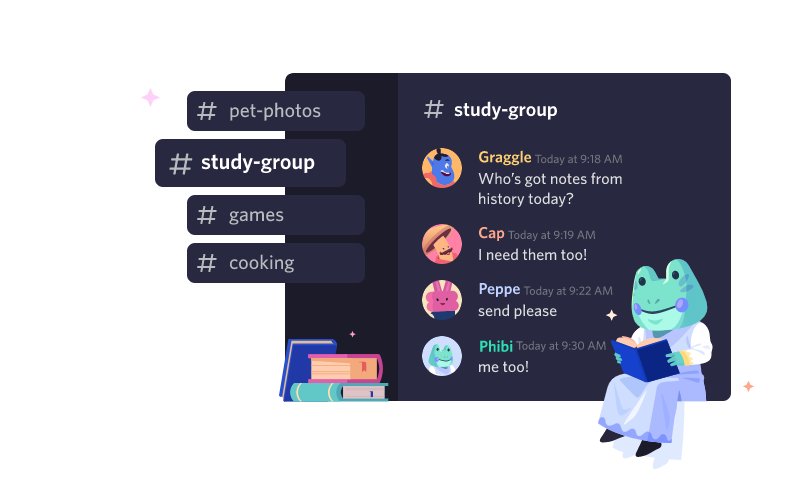 # pet-photos
# study-group
# games
# cooking
# study-group
Graggle Today at 9:18 AM
Who's got notes from
history today?
Cap Today at 9:19 AM
I need them too!
Peppe Today at 9:22 AM
send please
Phibi Today at 9:30 AM
me too!